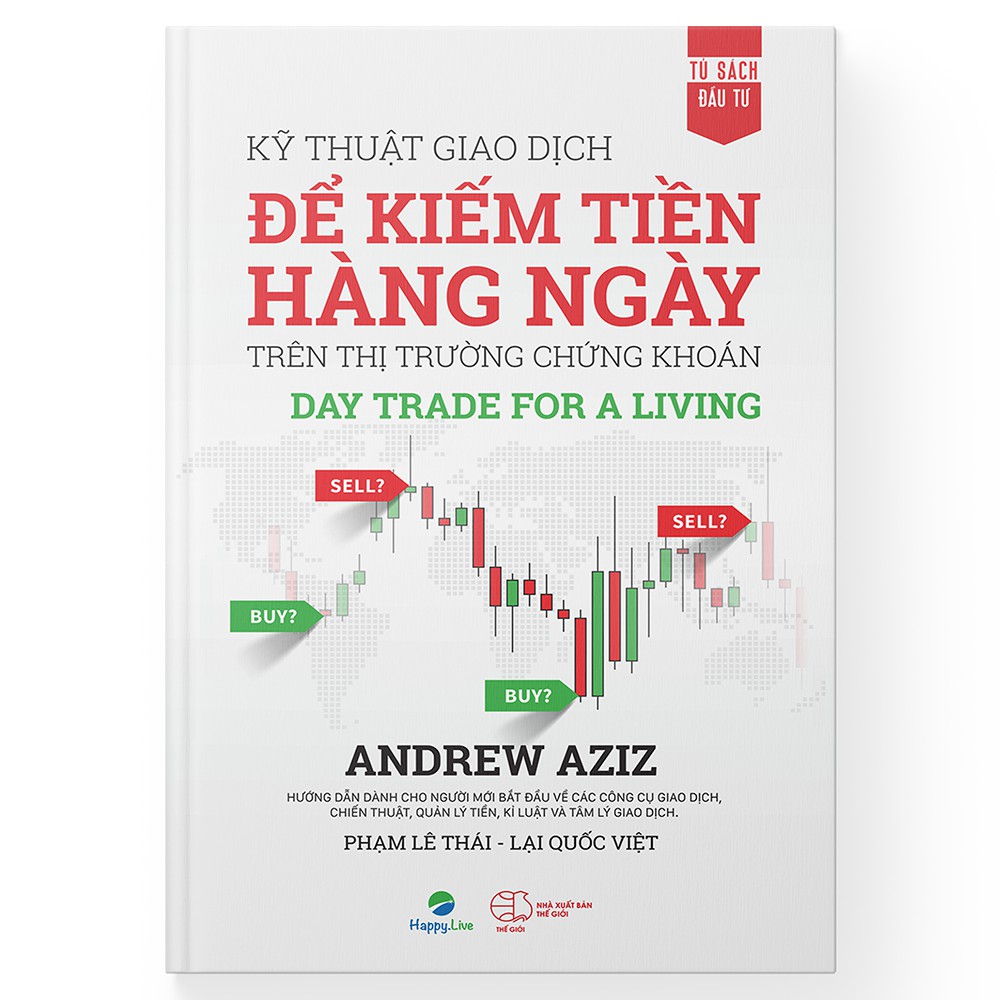 TỦ SÁCH
ĐẦU TƯ
KỸ THUẬT GIAO DỊCH
ĐỂ KIẾM TIỀN
HÀNG NGÀY
TRÊN THỊ TRƯỜNG CHỨNG KHOÁN
DAY TRADE FOR A LIVING
SELL?
SELL?
BUY?
BUY?
ANDREW AZIZ
HƯỚNG DẪN DÀNH CHO NGƯỜI MỚI BẮT ĐẦU VỀ CÁC CÔNG CỤ GIAO DỊCH,
CHIẾN THUẬT, QUẢN LÝ TIỀN, KỈ LUẬT VÀ TÂM LÝ GIAO DỊCH.
PHẠM LÊ THÁI - LẠI QUỐC VIỆT
Happy.Live
THẾ GIỚI
NHÀ XUẤT BẢN
THẾ GIỚI